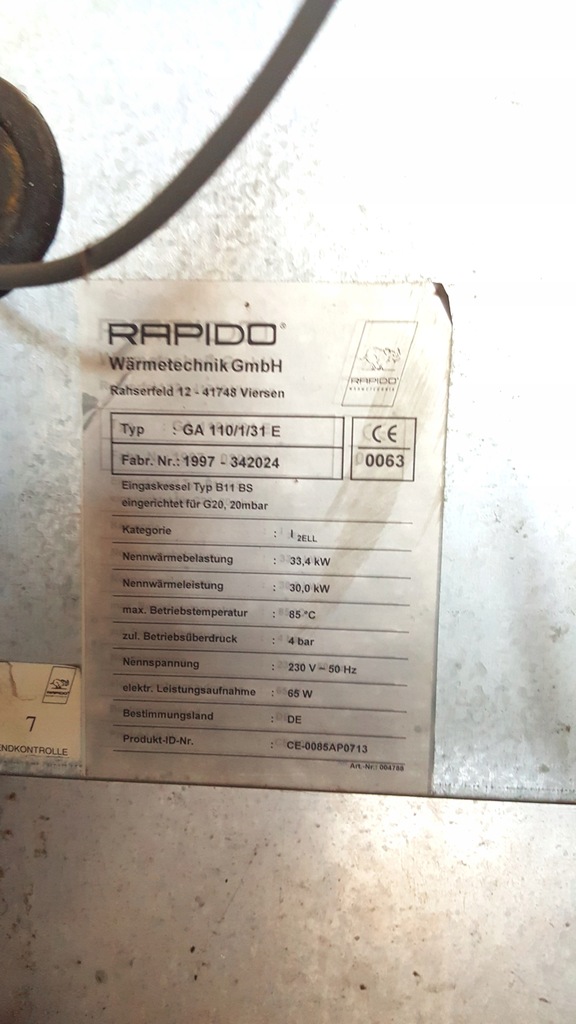 RAPIDO®
Wärmetechnik GmbH
Rahserfeld 12 - 41748 Viersen
RAPIDO
WÄRMETECHNIK
Typ : GA 110/1/31 E
Fabr. Nr.: 1997 - 342024
CE
0063
Eingaskessel Typ B11 BS
eingerichtet für G20, 20mbar
Kategorie : I 2ELL
Nennwärmebelastung : 33,4 kW
Nennwärmeleistung : 30,0 kW
max. Betriebstemperatur : 85 °C
zul. Betriebsüberdruck : 4 bar
Nennspannung : 230 V ~ 50 Hz
elektr. Leistungsaufnahme : 65 W
Bestimmungsland : DE
Produkt-ID-Nr. : CE-0085AP0713
Art.-Nr.: 004788
RAPIDO
7
ENDKONTROLLE